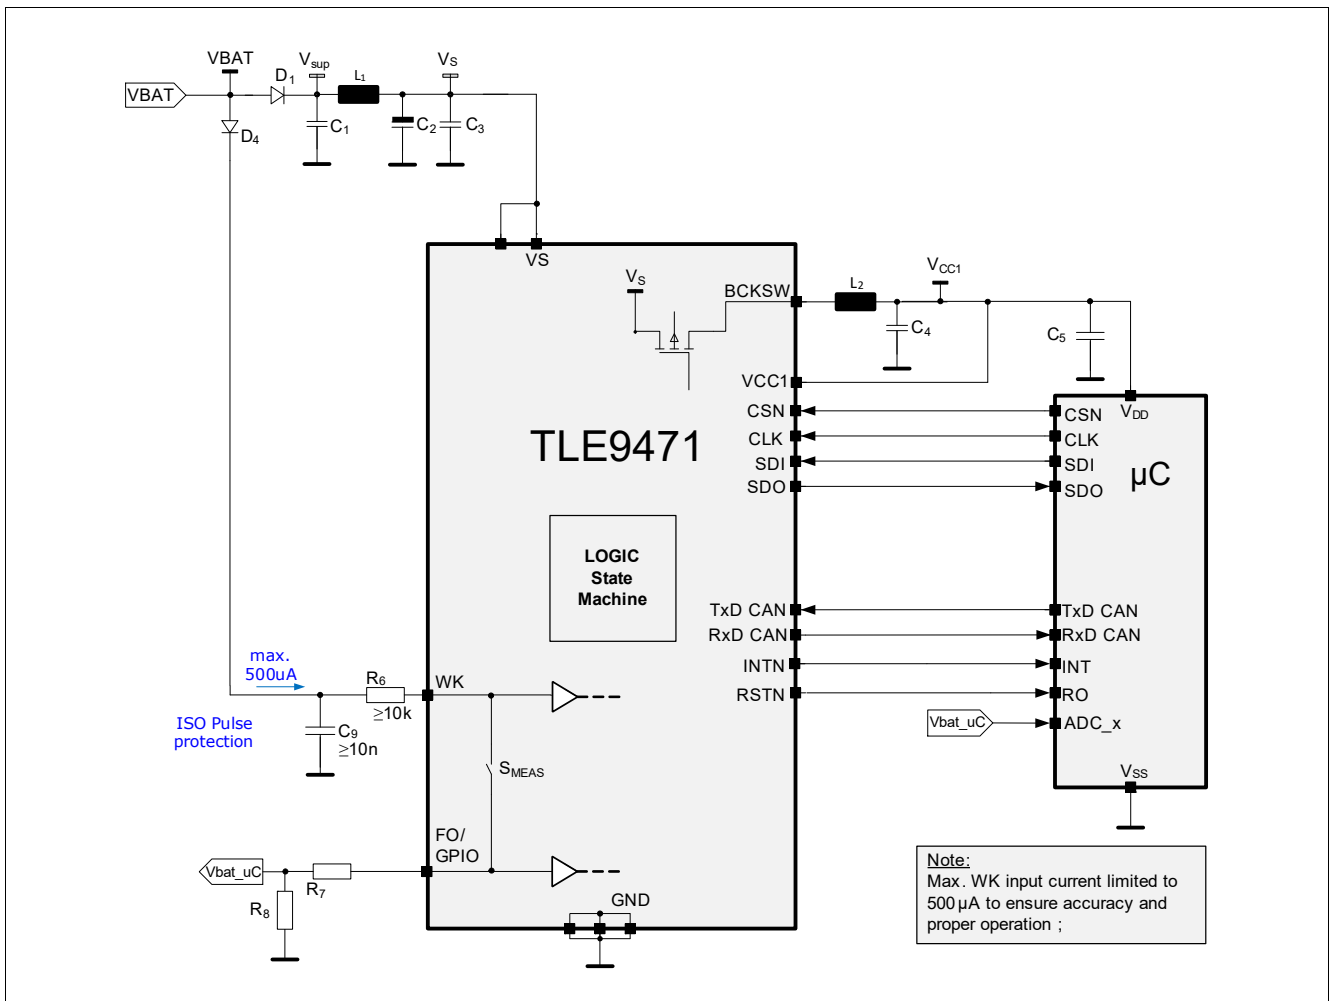 VBAT
VBAT
D1
Vsup
L1
VS
D4
C1
C2
C3
VS
VS
BCKSW
L2
VCC1
C4
C5
VCC1
CSN
CLK
SDI
SDO
TLE9471
CSN
VDD
CLK
SDI
SDO
µC
LOGIC
State
Machine
TxD CAN
RxD CAN
INTN
RSTN
TxD CAN
RxD CAN
INT
RO
Vbat_uC
ADC_x
VSS
max.
500uA
R6
≥10k
WK
ISO Pulse
protection
C9
≥10n
SMEAS
FO/
GPIO
Vbat_uC
R7
R8
GND
Note:
Max. WK input current limited to
500 µA to ensure accuracy and
proper operation ;